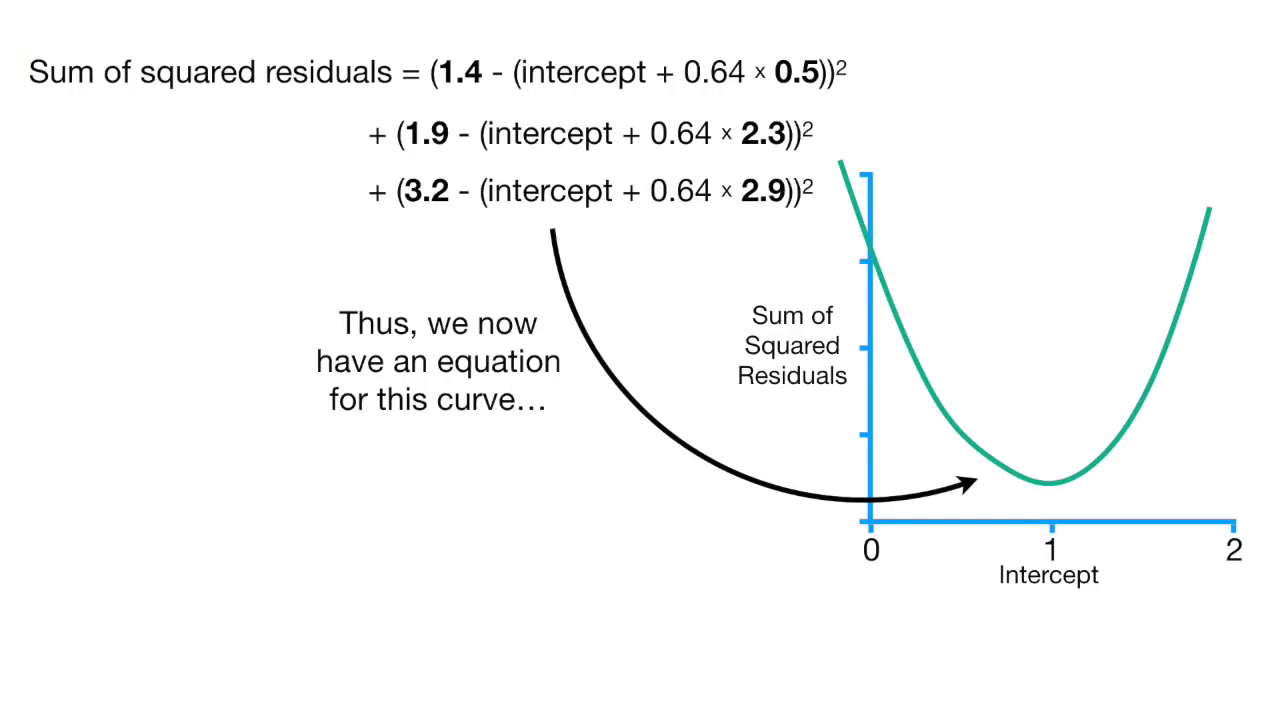 Sum of squared residuals = (1.4 - (intercept + 0.64 x 0.5))²
+ (1.9 - (intercept + 0.64 x 2.3))²
+ (3.2 - (intercept + 0.64 x 2.9))²
Thus, we now
have an equation
for this curve…
Sum of
Squared
Residuals
0 1 2
Intercept